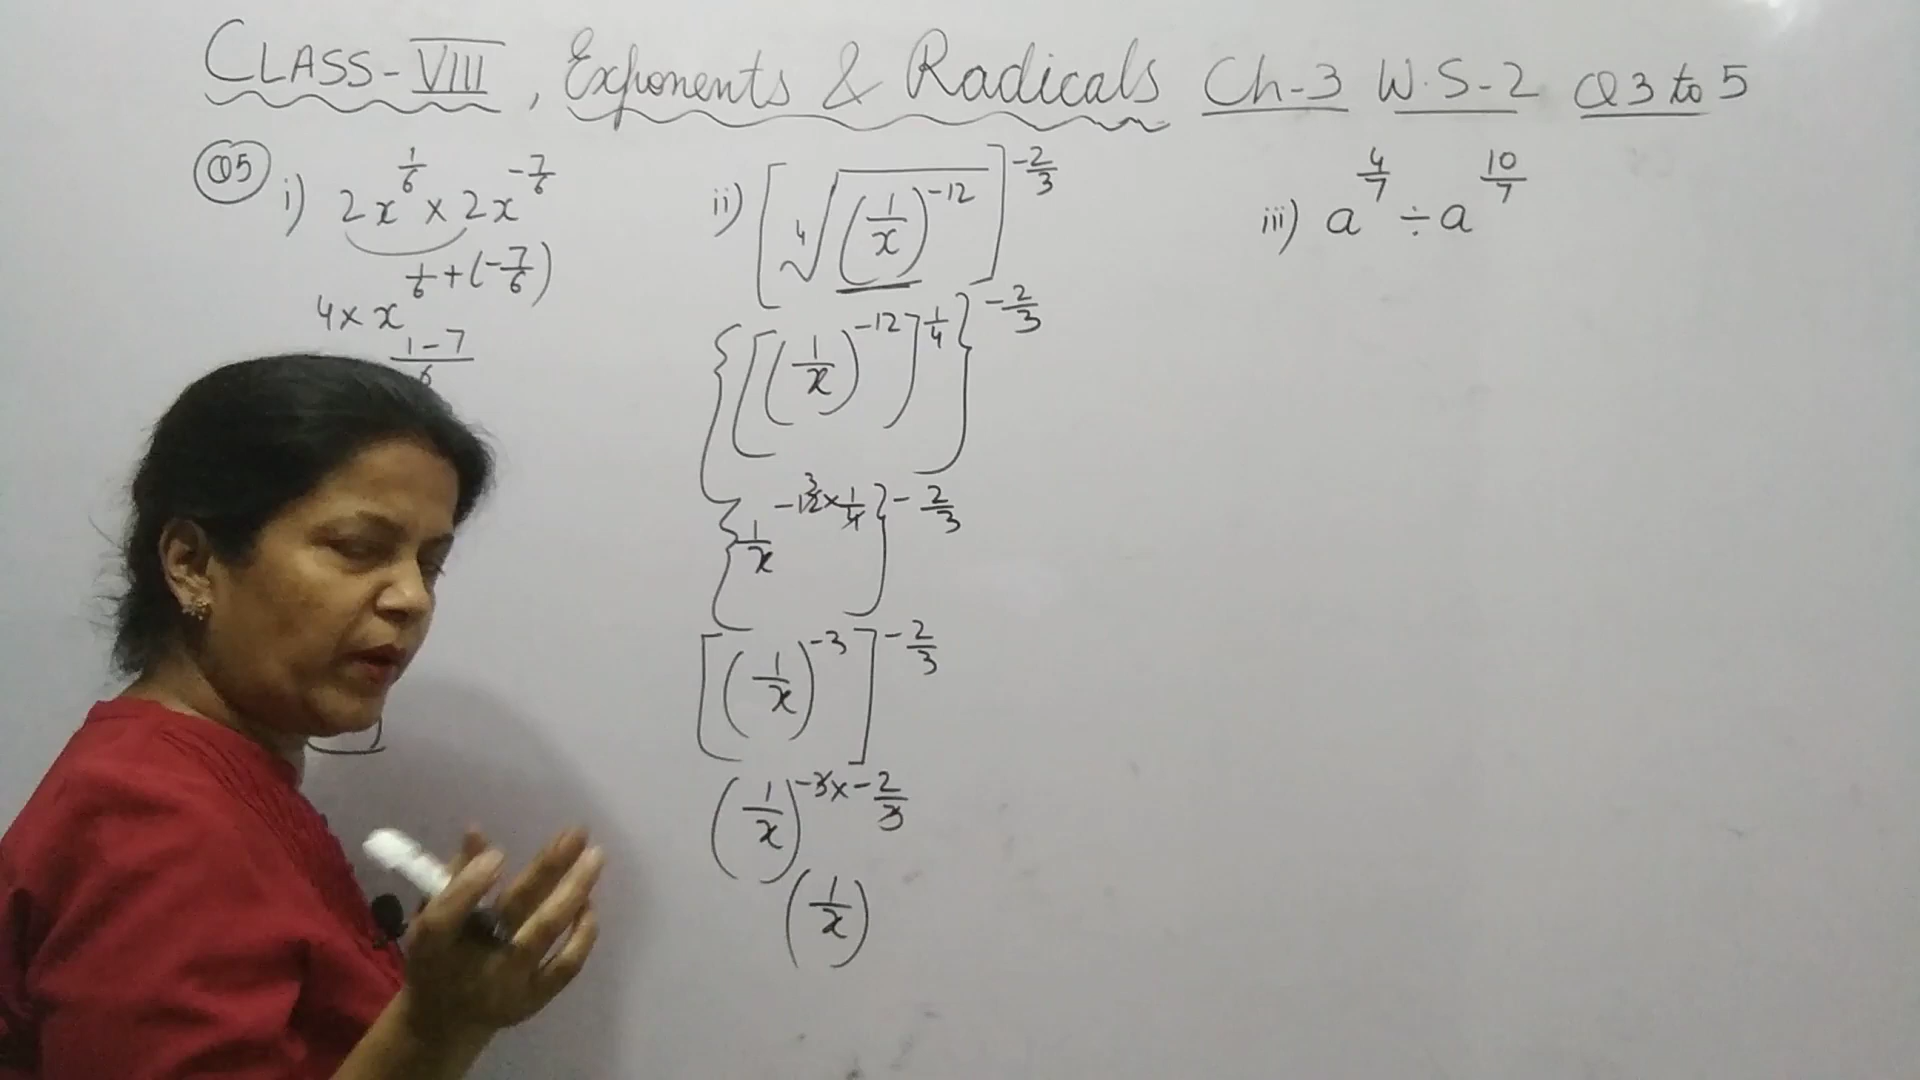 CLASS-VIII, Exponents & Radicals Ch-3 W.S-2 Q3 to 5
Q5 i) 2x^{1/6} × 2x^{-7/6}
4 × x^{1/6 + (-7/6)}
1-7/6
ii) [∜((1/x)^{-12})]^{-2/3}
{[(1/x)^{-12}]^{1/4}}^{-2/3}
{1/x^{-12 × 1/4}}^{-2/3}
3
[(1/x)^{-3}]^{-2/3}
(1/x)^{-3 × -2/3}
(1/x)
iii) a^{4/7} ÷ a^{10/7}